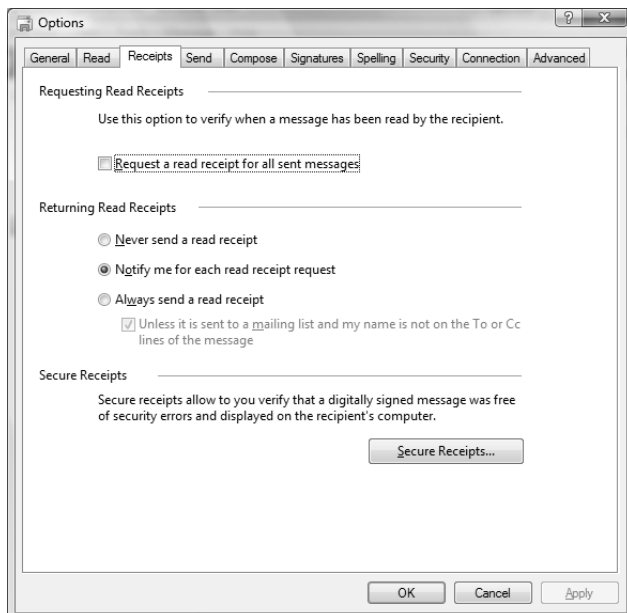 Options
General Read Receipts Send Compose Signatures Spelling Security Connection Advanced
Requesting Read Receipts
Use this option to verify when a message has been read by the recipient.
Request a read receipt for all sent messages
Returning Read Receipts
Never send a read receipt
Notify me for each read receipt request
Always send a read receipt
Unless it is sent to a mailing list and my name is not on the To or Cc
lines of the message
Secure Receipts
Secure receipts allow to you verify that a digitally signed message was free
of security errors and displayed on the recipient's computer.
Secure Receipts...
OK Cancel Apply